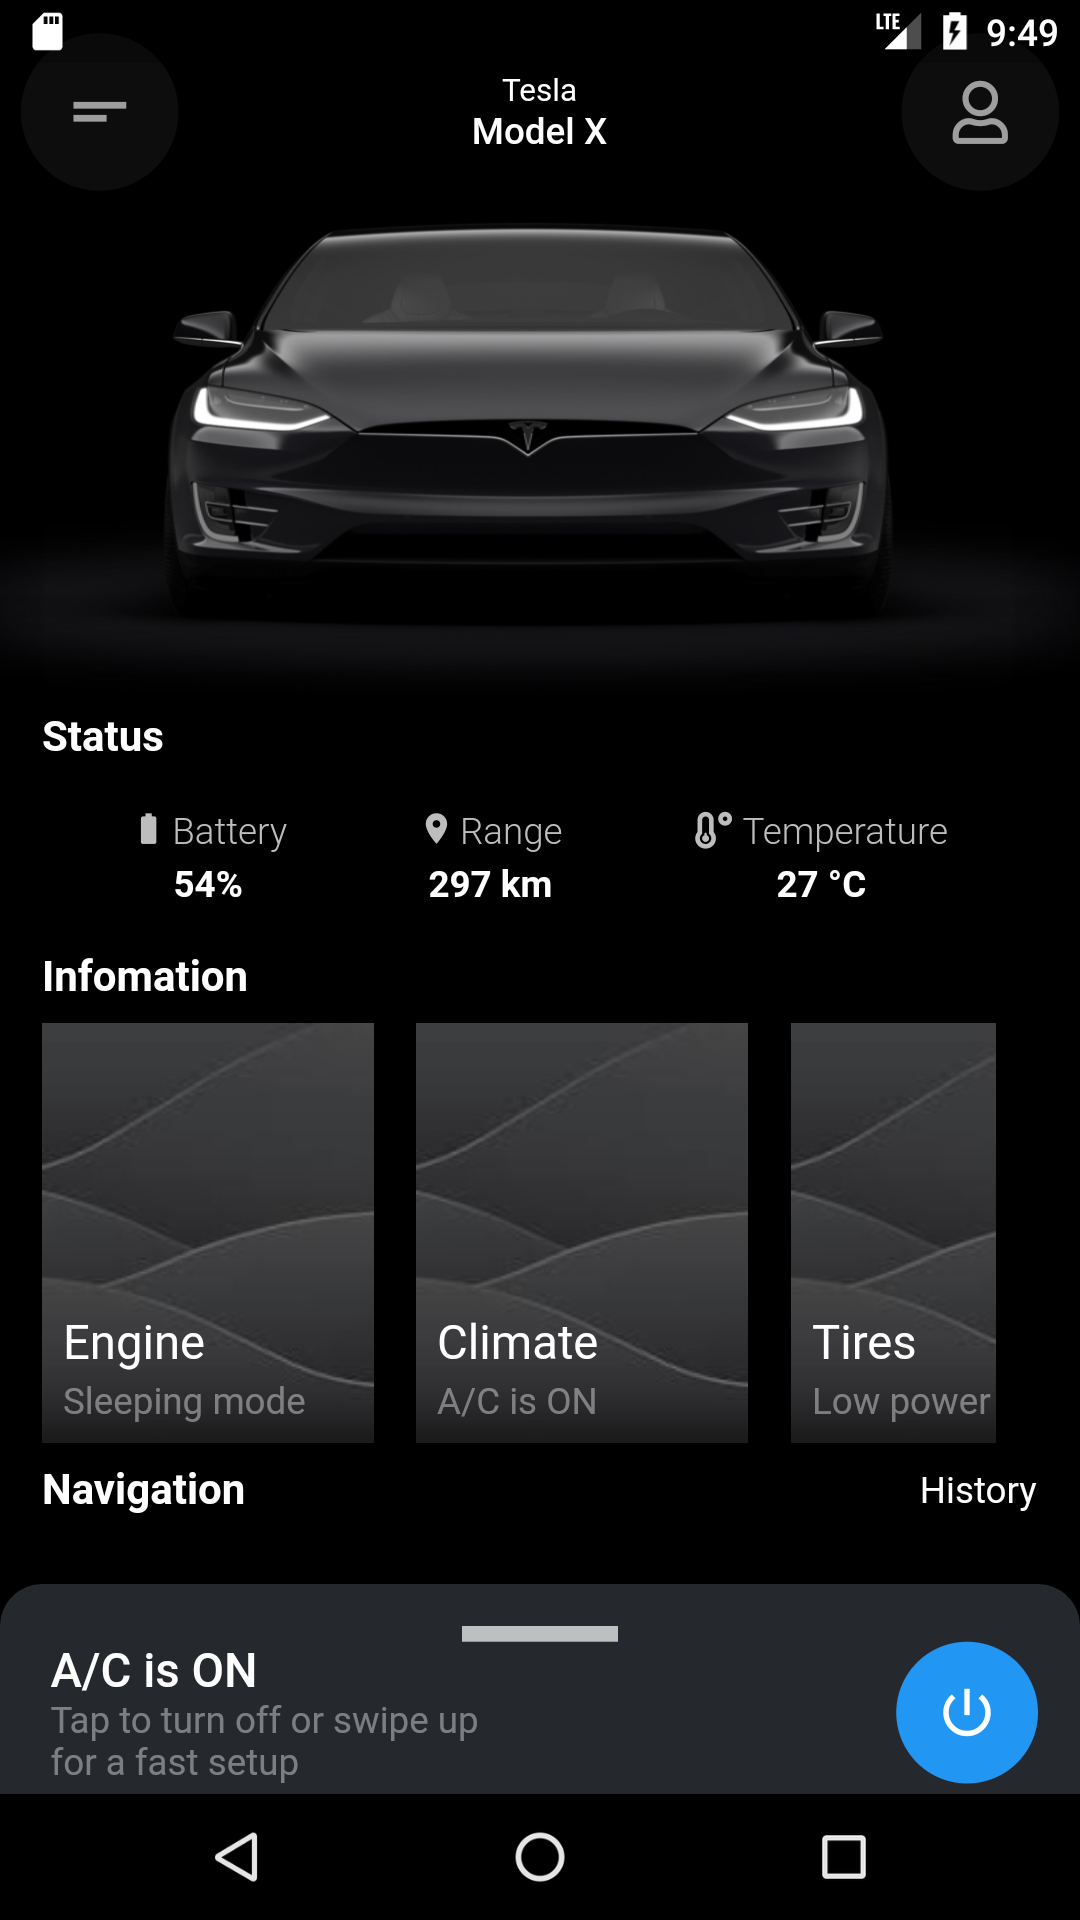 LTE 9:49
Tesla
Model X
Status
Battery Range Temperature
54% 297 km 27 °C
Infomation
Engine Climate Tires
Sleeping mode A/C is ON Low power
Navigation History
A/C is ON
Tap to turn off or swipe up
for a fast setup